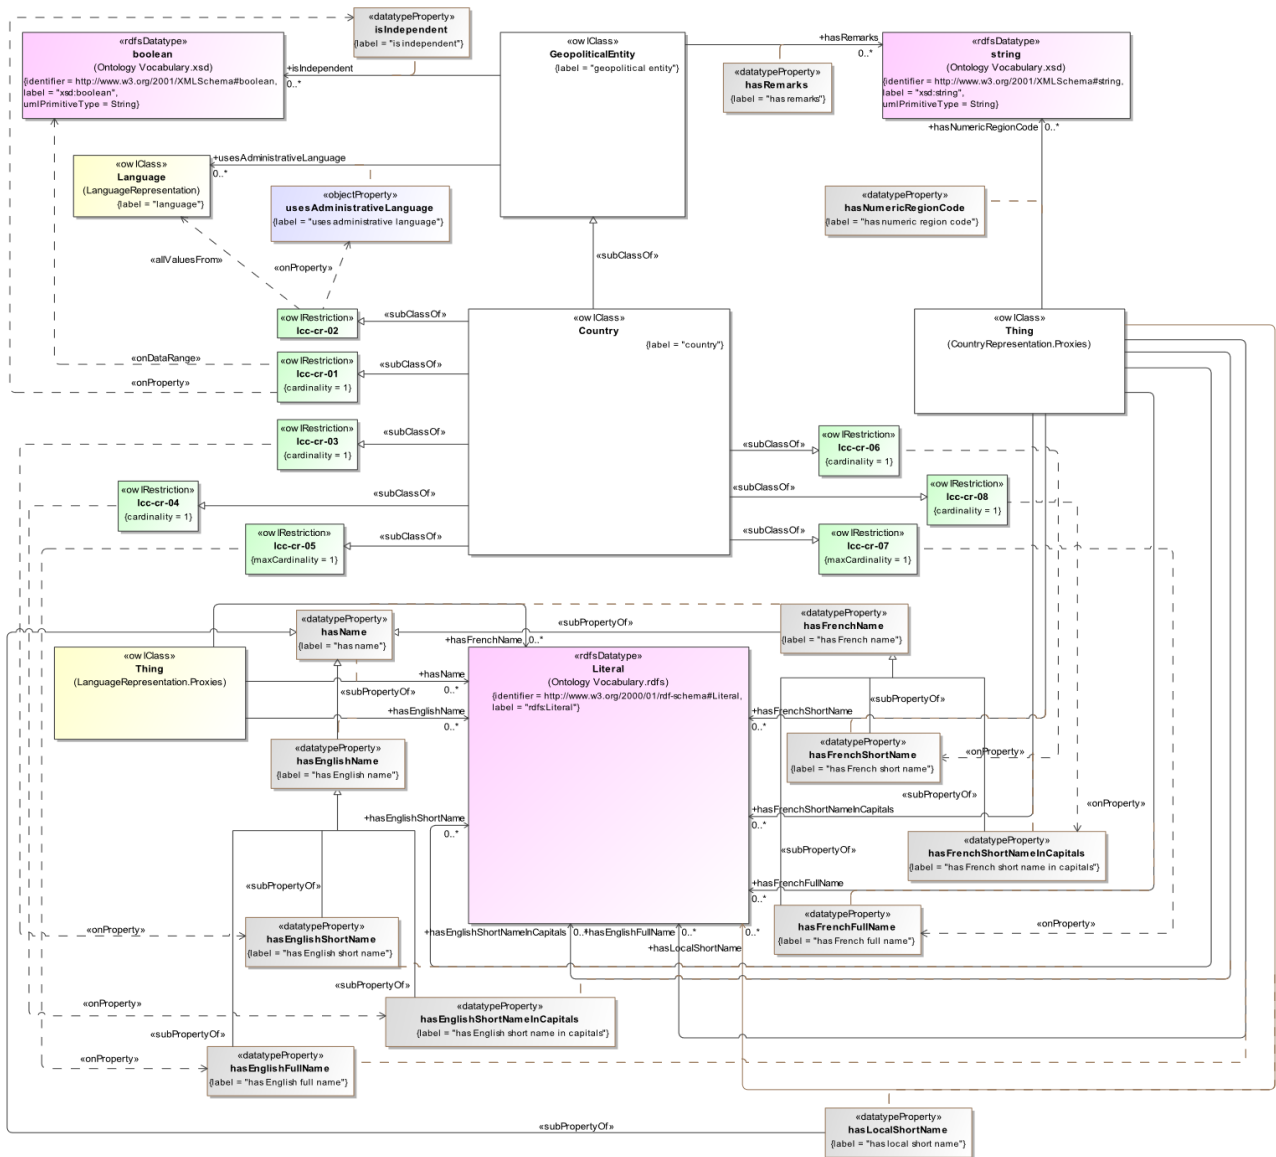 «datatypeProperty»
isIndependent
{label = "is independent"}
«rdfsDatatype»
boolean
(Ontology Vocabulary.xsd)
{identifier = http://www.w3.org/2001/XMLSchema#boolean,
label = "xsd:boolean",
umlPrimitiveType = String}
+isIndependent
0..*
«owlClass»
GeopoliticalEntity
{label = "geopolitical entity"}
+hasRemarks
0..*
«datatypeProperty»
hasRemarks
{label = "has remarks"}
«rdfsDatatype»
string
(Ontology Vocabulary.xsd)
{identifier = http://www.w3.org/2001/XMLSchema#string,
label = "xsd:string",
umlPrimitiveType = String}
+hasNumericRegionCode
0..*
«owlClass»
Language
(LanguageRepresentation)
{label = "language"}
+usesAdministrativeLanguage
0..*
«objectProperty»
usesAdministrativeLanguage
{label = "uses administrative language"}
«datatypeProperty»
hasNumericRegionCode
{label = "has numeric region code"}
«allValuesFrom»
«onProperty»
«subClassOf»
«owlRestriction»
lcc-cr-02
«subClassOf»
«owlClass»
Country
{label = "country"}
«owlClass»
Thing
(CountryRepresentation.Proxies)
«onDataRange»
«onProperty»
«owlRestriction»
lcc-cr-01
{cardinality = 1}
«subClassOf»
«owlRestriction»
lcc-cr-03
{cardinality = 1}
«subClassOf»
«subClassOf»
«owlRestriction»
lcc-cr-06
{cardinality = 1}
«owlRestriction»
lcc-cr-04
{cardinality = 1}
«subClassOf»
«subClassOf»
«owlRestriction»
lcc-cr-08
{cardinality = 1}
«owlRestriction»
lcc-cr-05
{maxCardinality = 1}
«subClassOf»
«subClassOf»
«owlRestriction»
lcc-cr-07
{maxCardinality = 1}
«datatypeProperty»
hasName
{label = "has name"}
«subPropertyOf»
«datatypeProperty»
hasFrenchName
{label = "has French name"}
+hasFrenchName
0..*
«owlClass»
Thing
(LanguageRepresentation.Proxies)
+hasName
0..*
«subPropertyOf»
+hasEnglishName
0..*
«rdfsDatatype»
Literal
(Ontology Vocabulary.rdfs)
{identifier = http://www.w3.org/2000/01/rdf-schema#Literal,
label = "rdfs:Literal"}
«subPropertyOf»
+hasFrenchShortName
0..*
«datatypeProperty»
hasEnglishName
{label = "has English name"}
«datatypeProperty»
hasFrenchShortName
{label = "has French short name"}
«onProperty»
«subPropertyOf»
+hasFrenchShortNameInCapitals
0..*
«onProperty»
+hasEnglishShortName
0..*
«datatypeProperty»
hasFrenchShortNameInCapitals
{label = "has French short name in capitals"}
«subPropertyOf»
«subPropertyOf»
+hasFrenchFullName
0..*
«datatypeProperty»
hasFrenchFullName
{label = "has French full name"}
«onProperty»
«onProperty»
«datatypeProperty»
hasEnglishShortName
{label = "has English short name"}
+hasEnglishShortNameInCapitals
0..*
+hasEnglishFullName
0..*
+hasLocalShortName
0..*
«subPropertyOf»
«onProperty»
«datatypeProperty»
hasEnglishShortNameInCapitals
{label = "has English short name in capitals"}
«subPropertyOf»
«onProperty»
«datatypeProperty»
hasEnglishFullName
{label = "has English full name"}
«subPropertyOf»
«datatypeProperty»
hasLocalShortName
{label = "has local short name"}